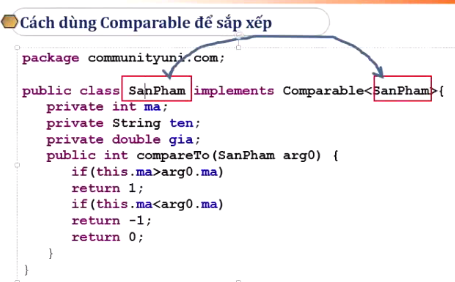 Cách dùng Comparable để sắp xếp
package communityuni.com;
public class SanPham implements Comparable<SanPham>{
private int ma;
private String ten;
private double gia;
public int compareTo(SanPham arg0) {
if(this.ma>arg0.ma)
return 1;
if(this.ma<arg0.ma)
return -1;
return 0;
}
}